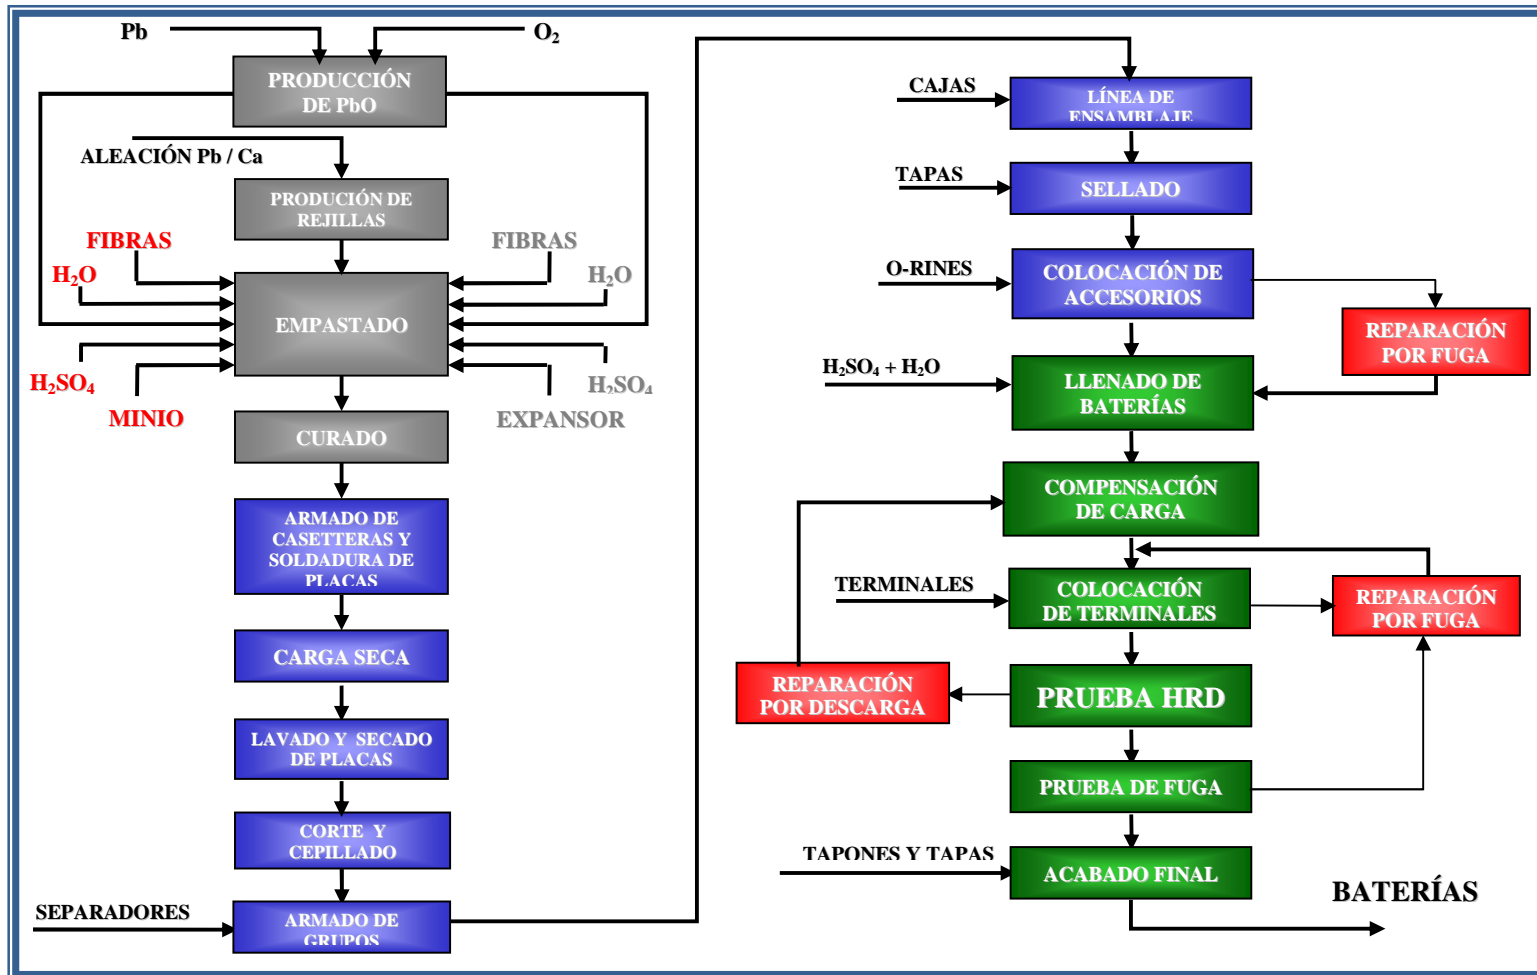 Pb
O₂
PRODUCCIÓN
DE PbO
ALEACIÓN Pb / Ca
PRODUCIÓN DE
REJILLAS
FIBRAS
H₂O
FIBRAS
H₂O
EMPASTADO
H₂SO₄
MINIO
H₂SO₄
EXPANSOR
CURADO
ARMADO DE
CASETTERAS Y
SOLDADURA DE
PLACAS
CARGA SECA
LAVADO Y SECADO
DE PLACAS
CORTE Y
CEPILLADO
SEPARADORES
ARMADO DE
GRUPOS
CAJAS
LÍNEA DE
ENSAMBLAJE
TAPAS
SELLADO
O-RINES
COLOCACIÓN DE
ACCESORIOS
REPARACIÓN
POR FUGA
H₂SO₄ + H₂O
LLENADO DE
BATERÍAS
COMPENSACIÓN
DE CARGA
TERMINALES
COLOCACIÓN
DE TERMINALES
REPARACIÓN
POR FUGA
REPARACIÓN
POR DESCARGA
PRUEBA HRD
PRUEBA DE FUGA
TAPONES Y TAPAS
ACABADO FINAL
BATERÍAS